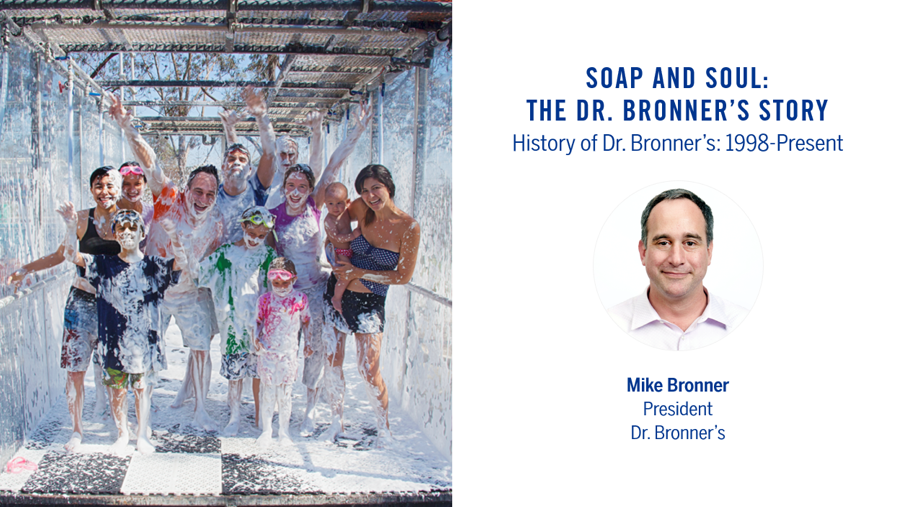 SOAP AND SOUL:
THE DR. BRONNER’S STORY
History of Dr. Bronner’s: 1998-Present
Mike Bronner
President
Dr. Bronner’s